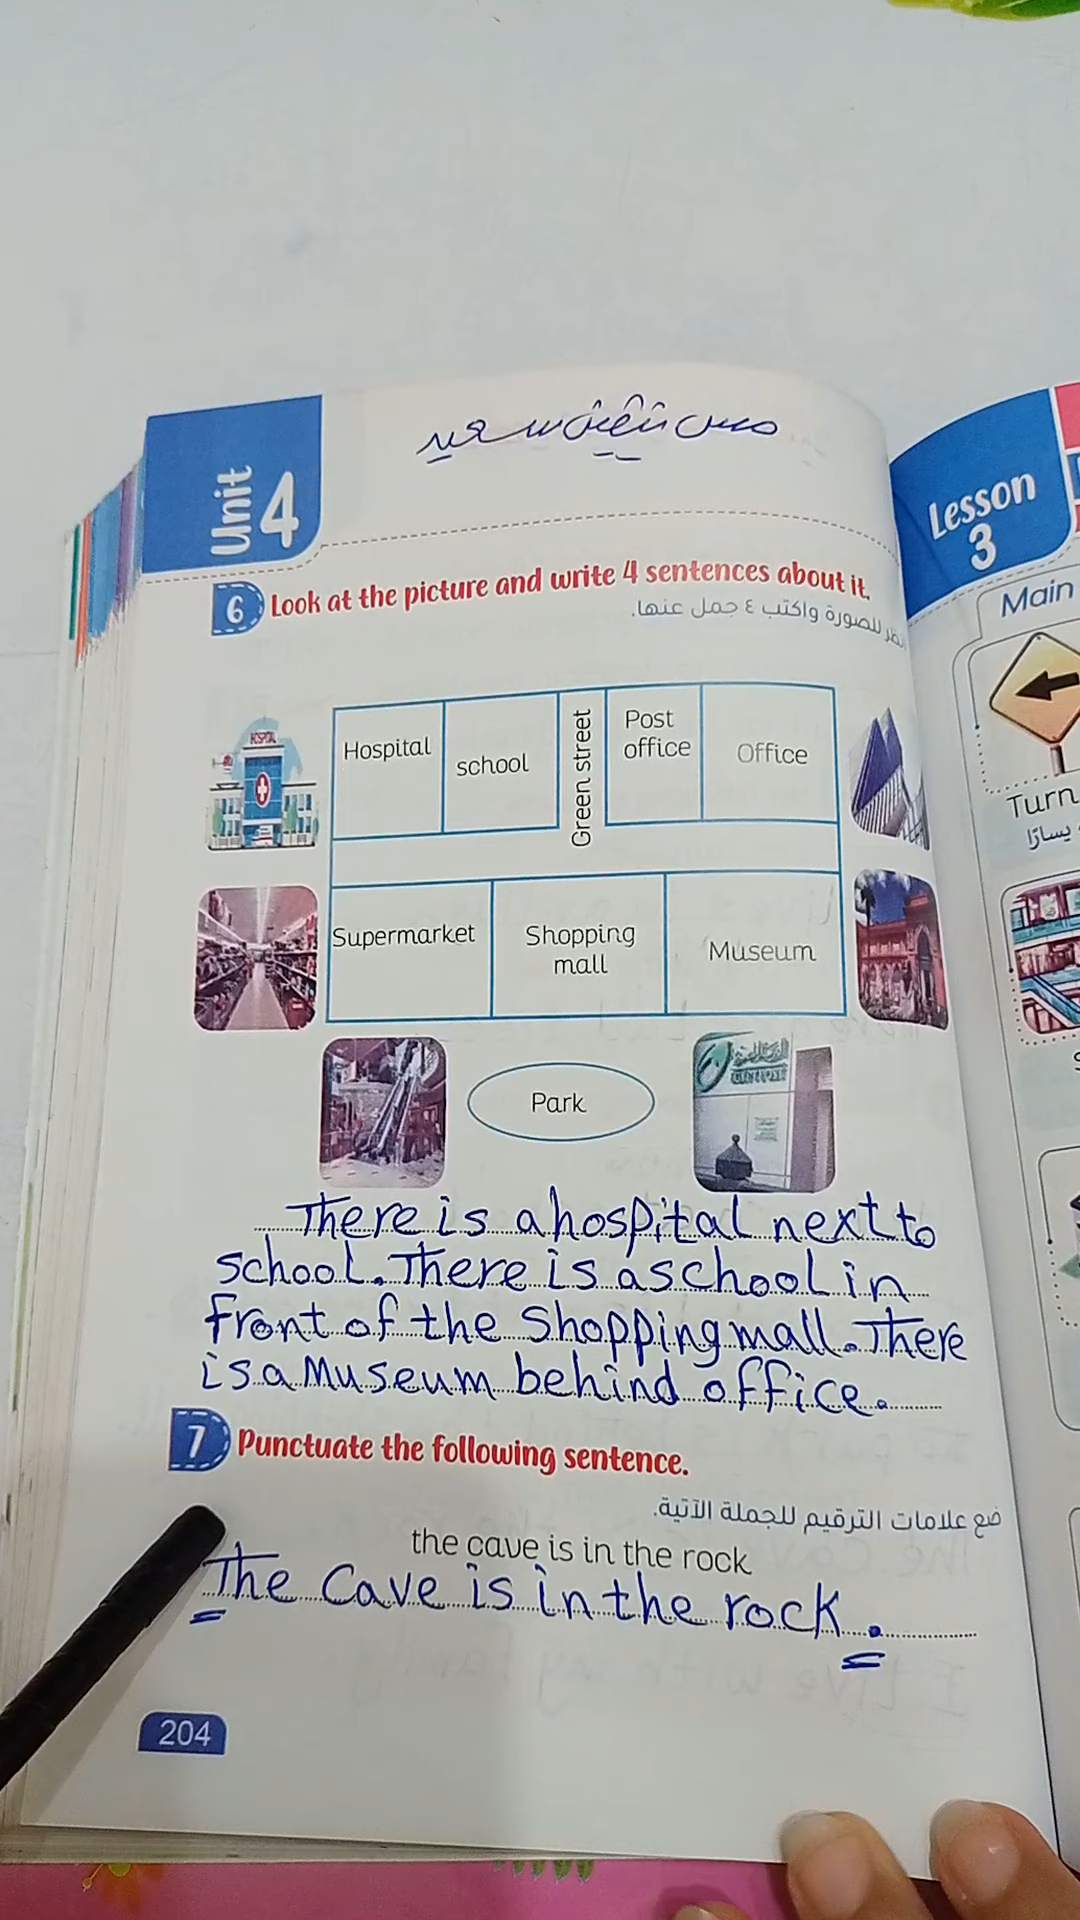 Unit 4
Lesson 3
6 Look at the picture and write 4 sentences about it.
للصورة واكتب ٤ جمل عنها.
Main
Hospital
school
Green street
Post office
Office
HOSPITAL
Turn
يسارًا
Supermarket
Shopping mall
Museum
Park
There is a hospital next to
school. There is a school in
front of the shopping mall. There
is a Museum behind office.
7 Punctuate the following sentence.
ضع علامات الترقيم للجملة الآتية.
the cave is in the rock
The Cave is in the rock.
204